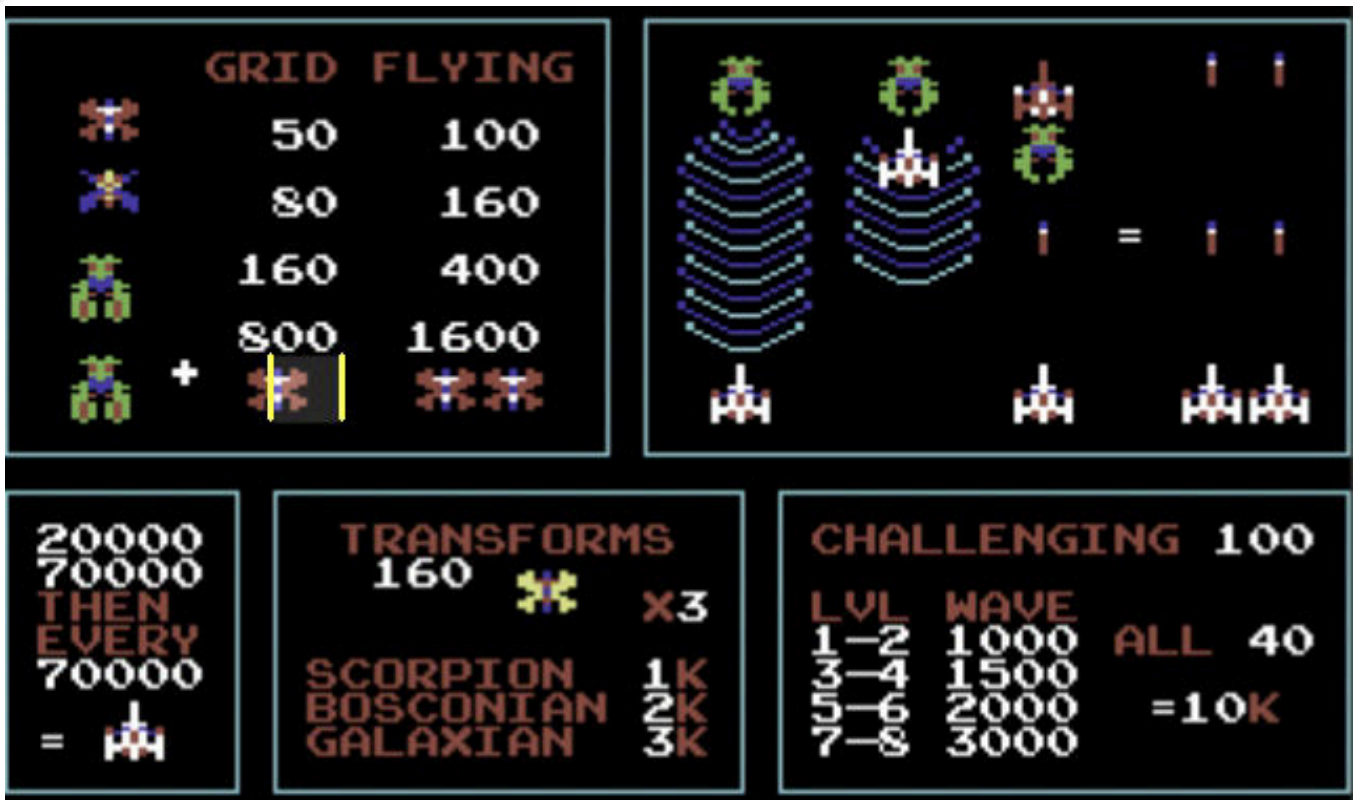 GRID FLYING
50 100
80 160
160 400
800 1600
+
=
20000
70000
THEN
EVERY
70000
=
TRANSFORMS
160
X3
SCORPION 1K
BOSCONIAN 2K
GALAXIAN 3K
CHALLENGING 100
LVL WAVE
1-2 1000 ALL 40
3-4 1500
5-6 2000 =10K
7-8 3000